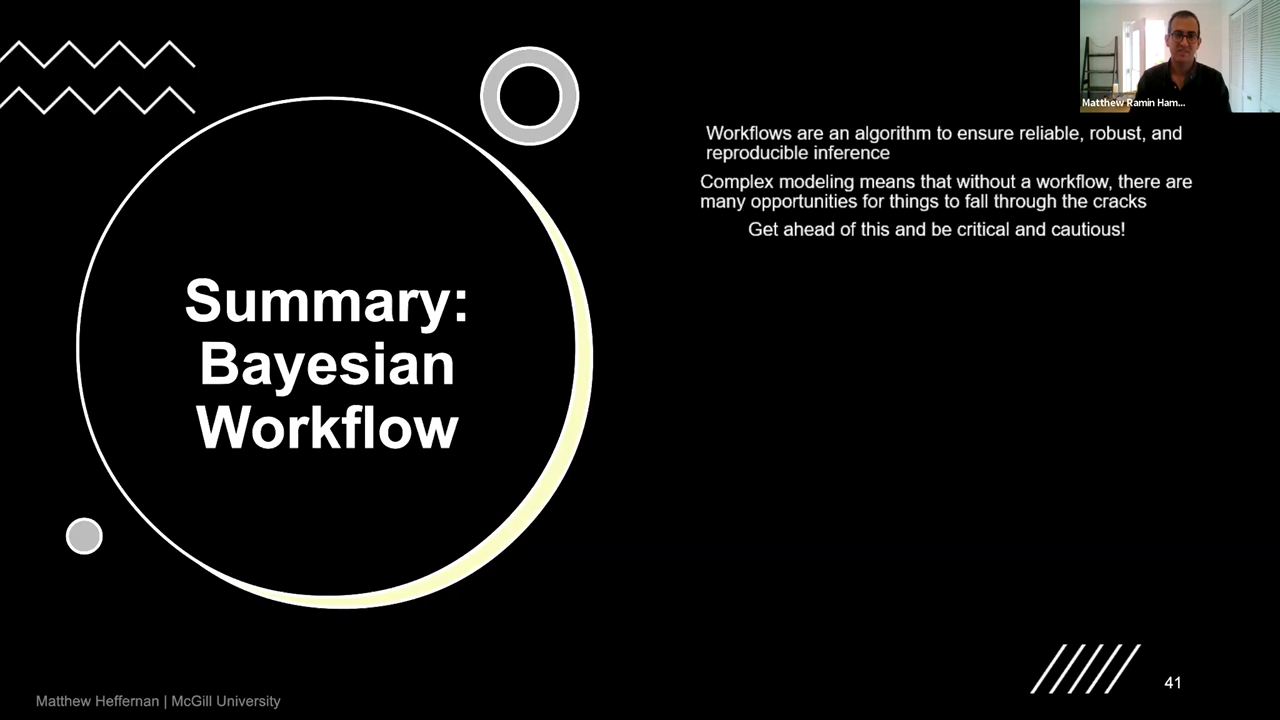 Matthew Ramin Ham...
Workflows are an algorithm to ensure reliable, robust, and
reproducible inference
Complex modeling means that without a workflow, there are
many opportunities for things to fall through the cracks
Get ahead of this and be critical and cautious!
Summary:
Bayesian
Workflow
Matthew Heffernan | McGill University
41